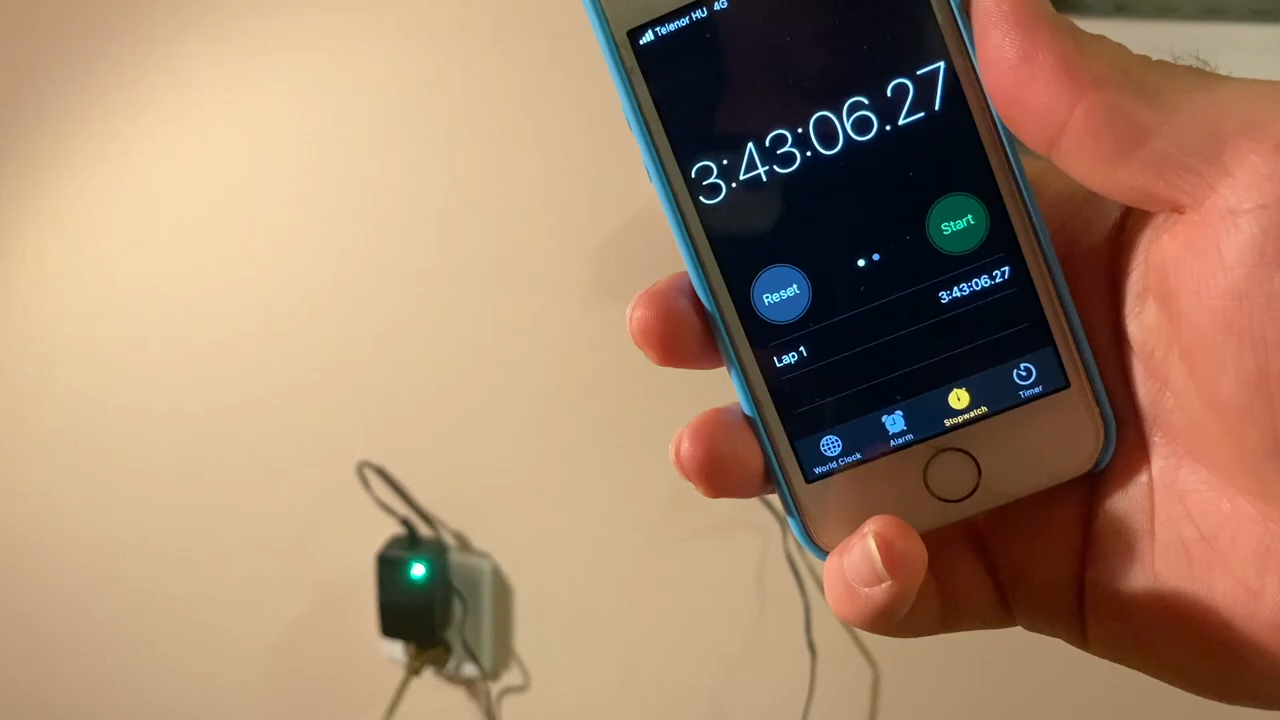 Telenor HU 4G
3:43:06.27
Reset
Start
Lap 1
3:43:06.27
World Clock
Alarm
Stopwatch
Timer